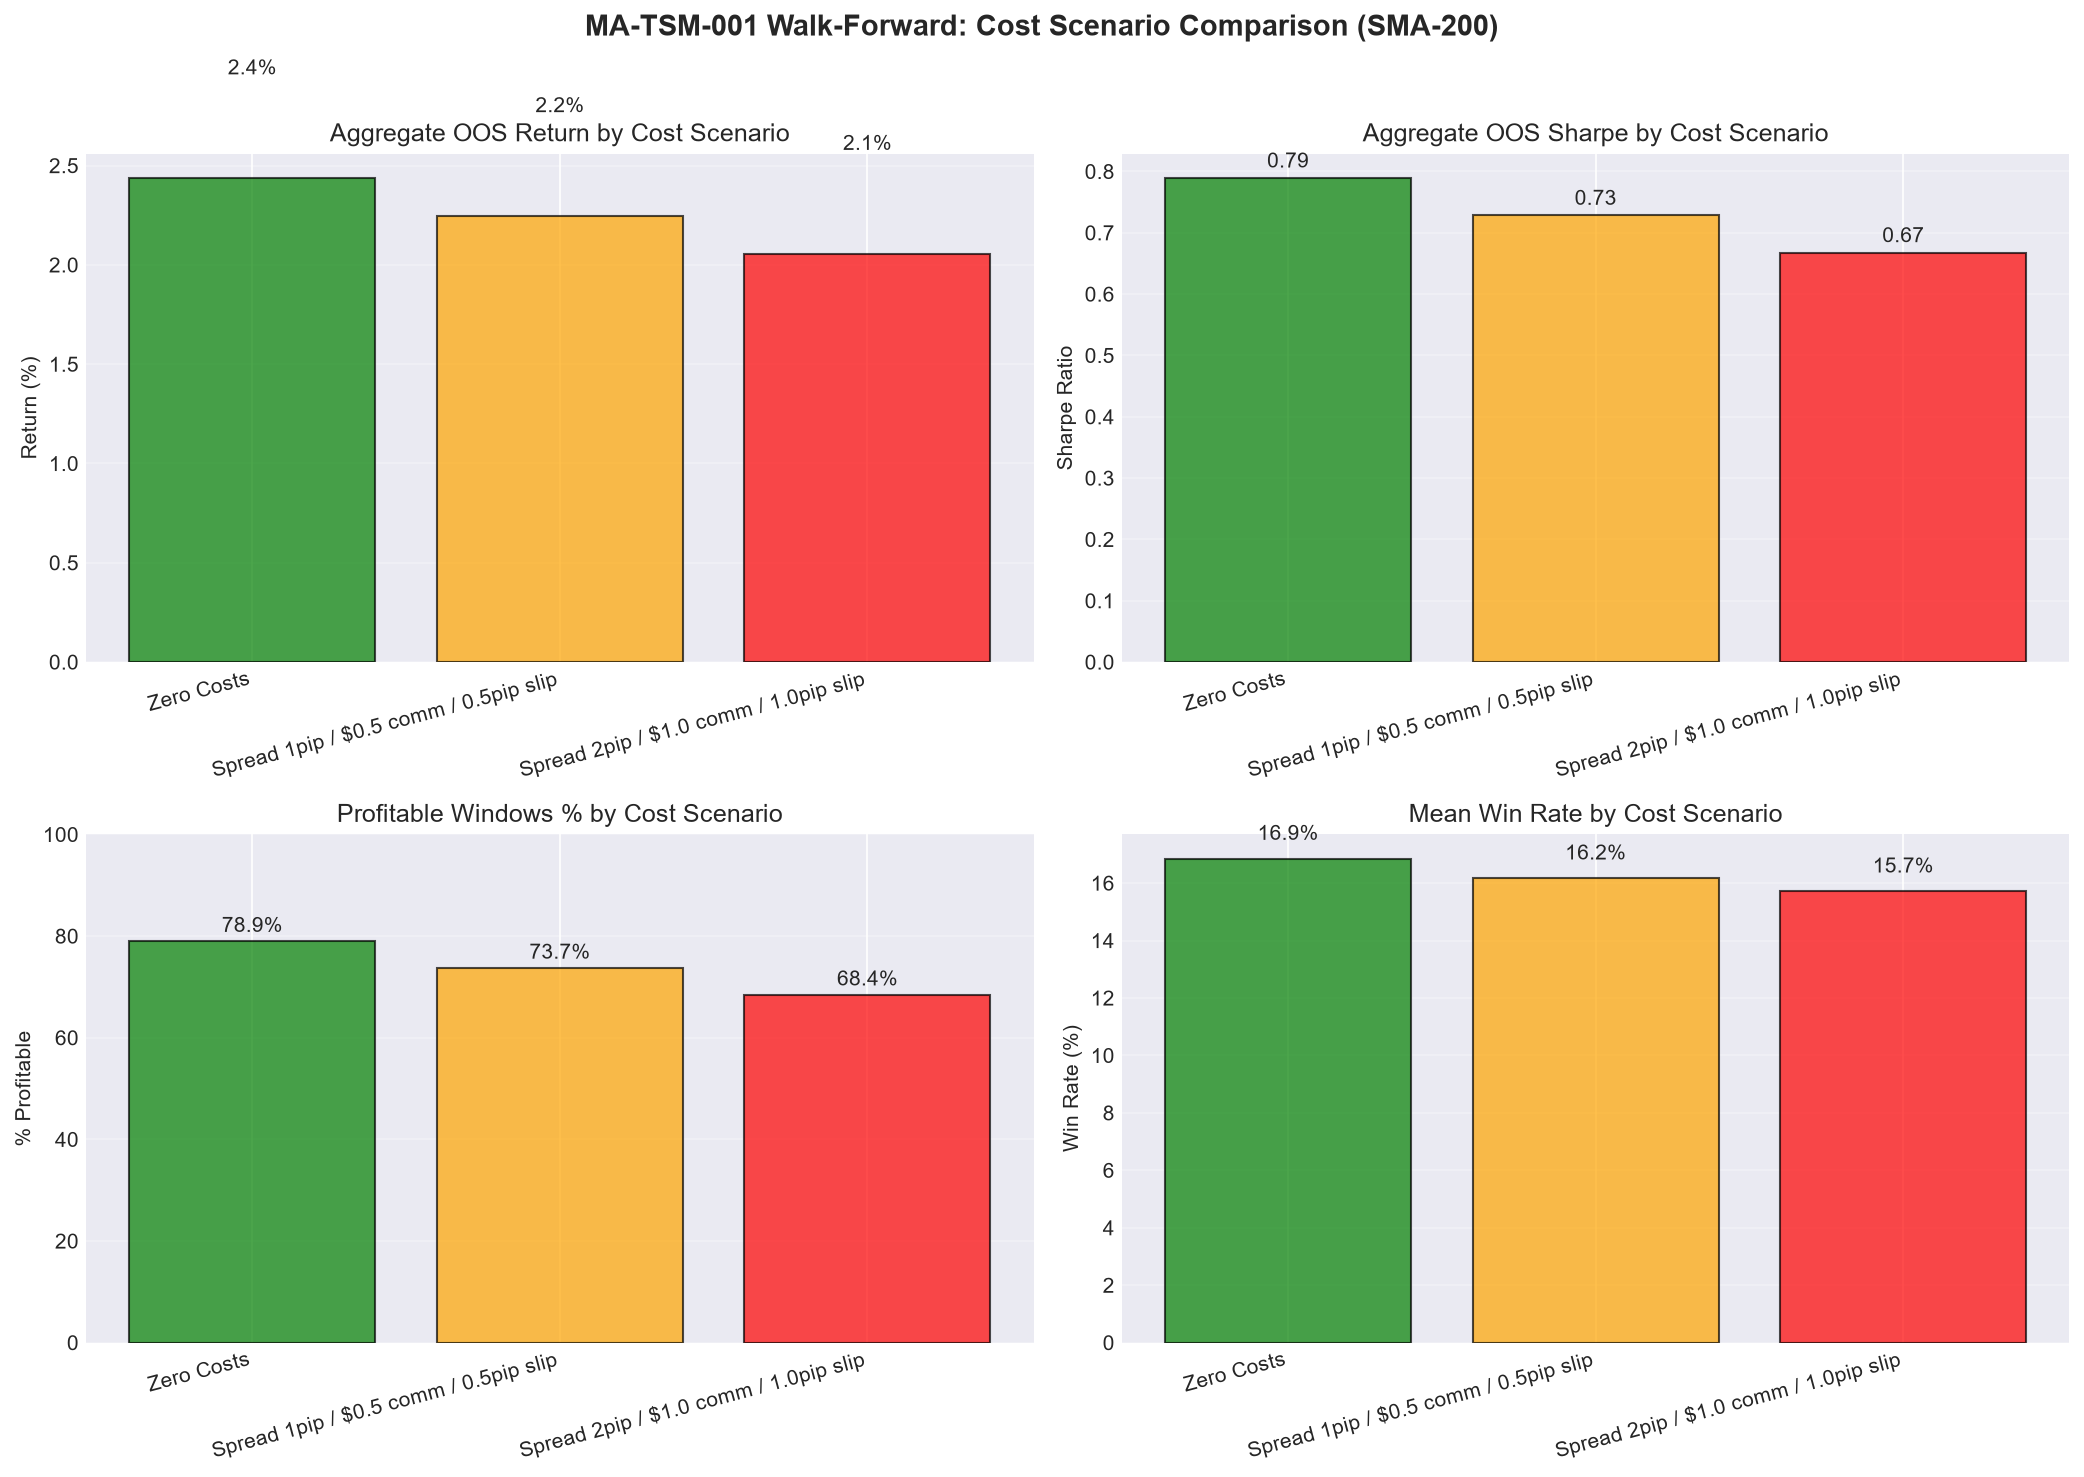 MA-TSM-001 Walk-Forward: Cost Scenario Comparison (SMA-200)
2.4%
2.2%
2.1%
Aggregate OOS Return by Cost Scenario
Return (%)
2.5
2.0
1.5
1.0
0.5
0.0
Zero Costs
Spread 1pip / $0.5 comm / 0.5pip slip
Spread 2pip / $1.0 comm / 1.0pip slip
Aggregate OOS Sharpe by Cost Scenario
0.79
0.73
0.67
Sharpe Ratio
0.8
0.7
0.6
0.5
0.4
0.3
0.2
0.1
0.0
Zero Costs
Spread 1pip / $0.5 comm / 0.5pip slip
Spread 2pip / $1.0 comm / 1.0pip slip
Profitable Windows % by Cost Scenario
78.9%
73.7%
68.4%
% Profitable
100
80
60
40
20
0
Zero Costs
Spread 1pip / $0.5 comm / 0.5pip slip
Spread 2pip / $1.0 comm / 1.0pip slip
Mean Win Rate by Cost Scenario
16.9%
16.2%
15.7%
Win Rate (%)
16
14
12
10
8
6
4
2
0
Zero Costs
Spread 1pip / $0.5 comm / 0.5pip slip
Spread 2pip / $1.0 comm / 1.0pip slip